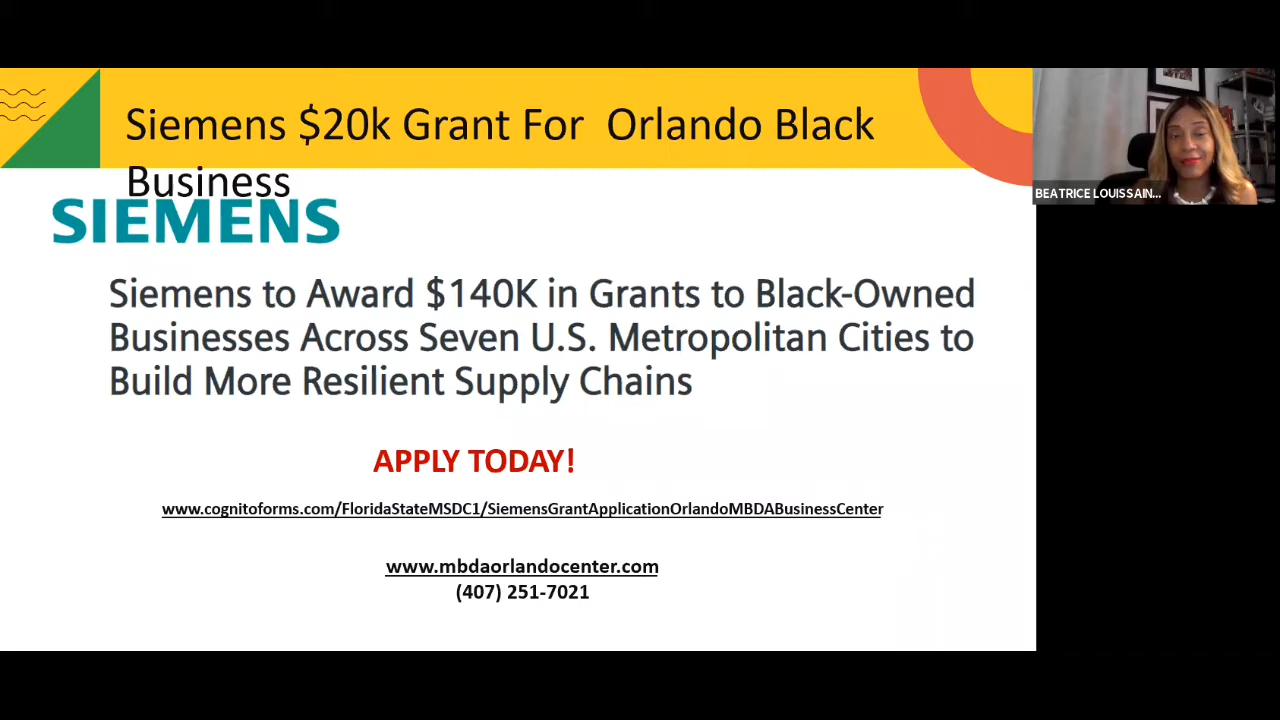 Siemens $20k Grant For  Orlando Black
Business
SIEMENS
Siemens to Award $140K in Grants to Black-Owned
Businesses Across Seven U.S. Metropolitan Cities to
Build More Resilient Supply Chains
APPLY TODAY!
www.cognitoforms.com/FloridaStateMSDC1/SiemensGrantApplicationOrlandoMBDABusinessCenter
www.mbdaorlandocenter.com
(407) 251-7021
BEATRICE LOUISSAIN...